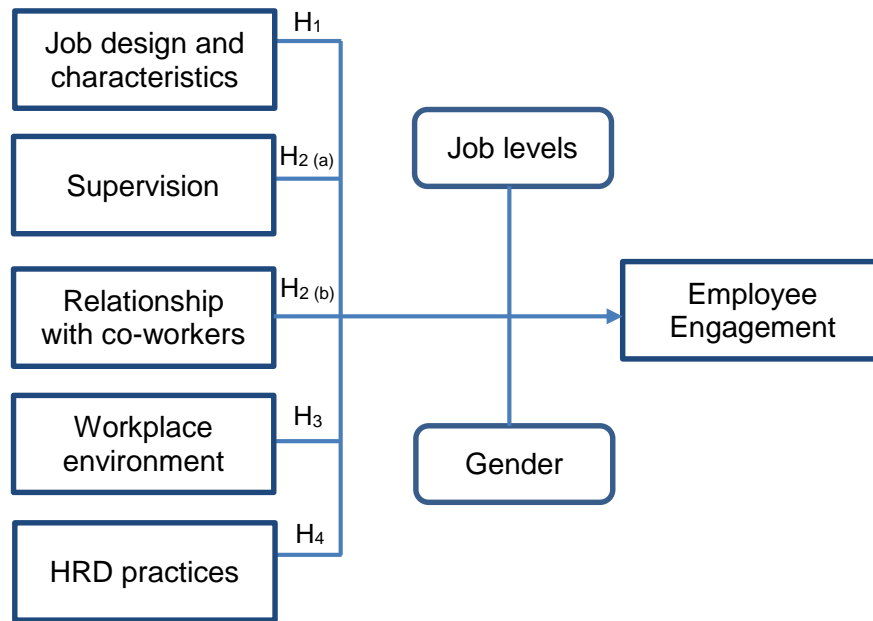 H1
Job design and
characteristics
H2 (a)
Supervision
Job levels
H2 (b)
Relationship
with co-workers
Employee
Engagement
H3
Workplace
environment
Gender
H4
HRD practices